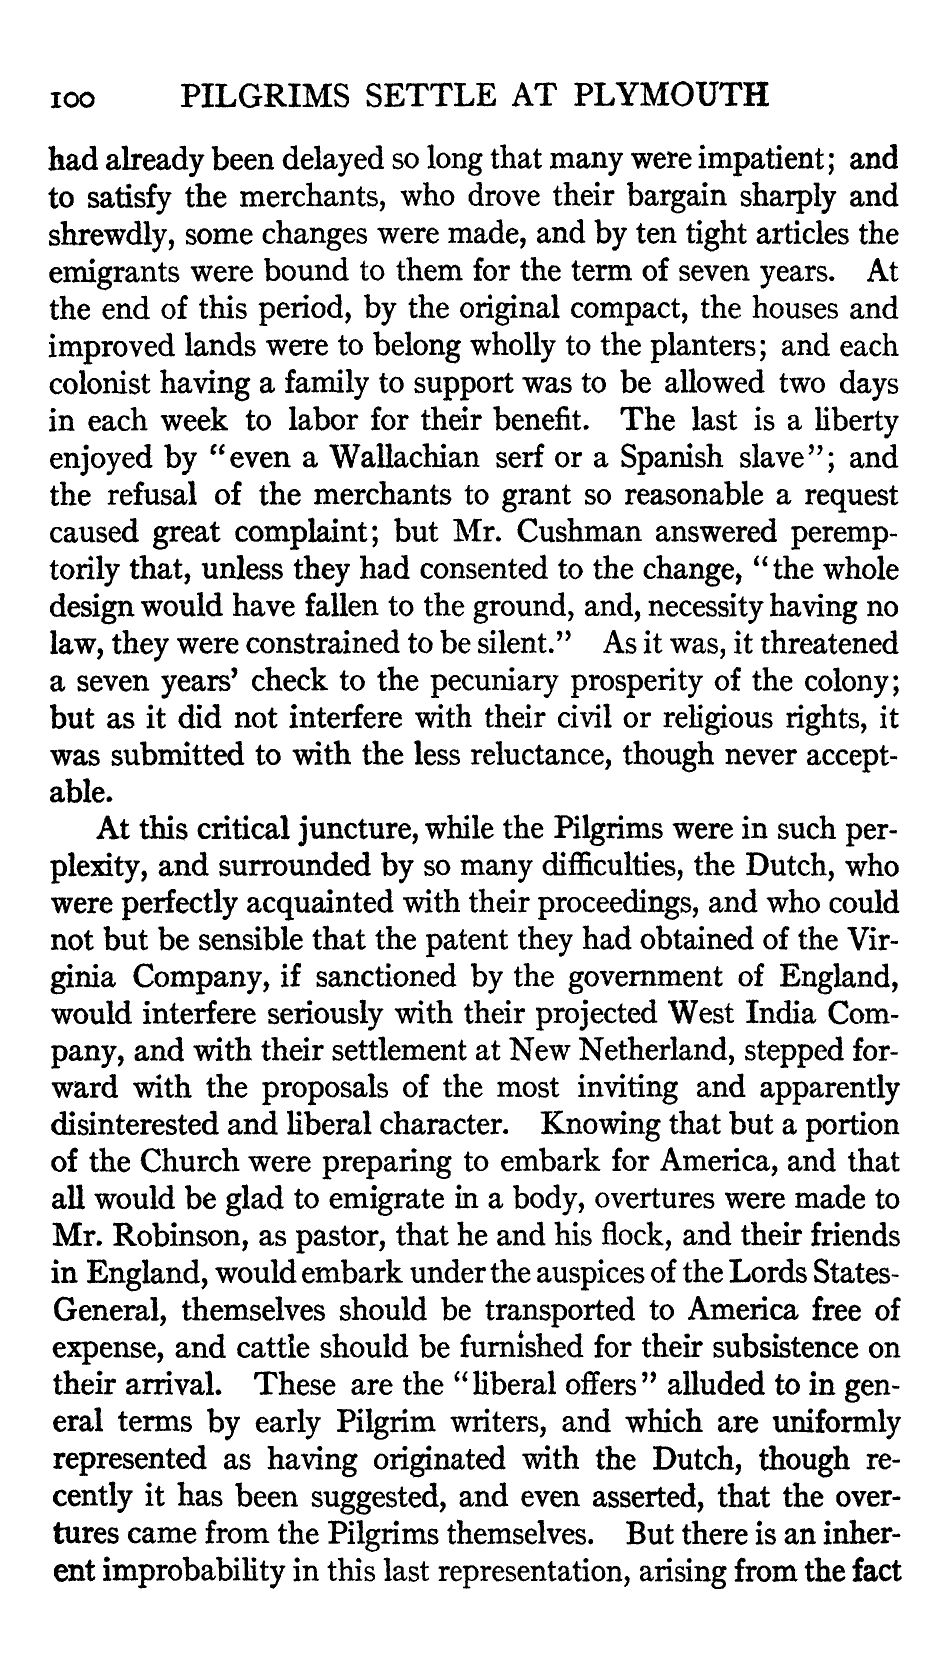 100 PILGRIMS SETTLE AT PLYMOUTH
had already been delayed so long that many were impatient; and
to satisfy the merchants, who drove their bargain sharply and
shrewdly, some changes were made, and by ten tight articles the
emigrants were bound to them for the term of seven years. At
the end of this period, by the original compact, the houses and
improved lands were to belong wholly to the planters; and each
colonist having a family to support was to be allowed two days
in each week to labor for their benefit. The last is a liberty
enjoyed by "even a Wallachian serf or a Spanish slave"; and
the refusal of the merchants to grant so reasonable a request
caused great complaint; but Mr. Cushman answered peremp-
torily that, unless they had consented to the change, "the whole
design would have fallen to the ground, and, necessity having no
law, they were constrained to be silent." As it was, it threatened
a seven years' check to the pecuniary prosperity of the colony;
but as it did not interfere with their civil or religious rights, it
was submitted to with the less reluctance, though never accept-
able.
At this critical juncture, while the Pilgrims were in such per-
plexity, and surrounded by so many difficulties, the Dutch, who
were perfectly acquainted with their proceedings, and who could
not but be sensible that the patent they had obtained of the Vir-
ginia Company, if sanctioned by the government of England,
would interfere seriously with their projected West India Com-
pany, and with their settlement at New Netherland, stepped for-
ward with the proposals of the most inviting and apparently
disinterested and liberal character. Knowing that but a portion
of the Church were preparing to embark for America, and that
all would be glad to emigrate in a body, overtures were made to
Mr. Robinson, as pastor, that he and his flock, and their friends
in England, would embark under the auspices of the Lords States-
General, themselves should be transported to America free of
expense, and cattle should be furnished for their subsistence on
their arrival. These are the "liberal offers" alluded to in gen-
eral terms by early Pilgrim writers, and which are uniformly
represented as having originated with the Dutch, though re-
cently it has been suggested, and even asserted, that the over-
tures came from the Pilgrims themselves. But there is an inher-
ent improbability in this last representation, arising from the fact